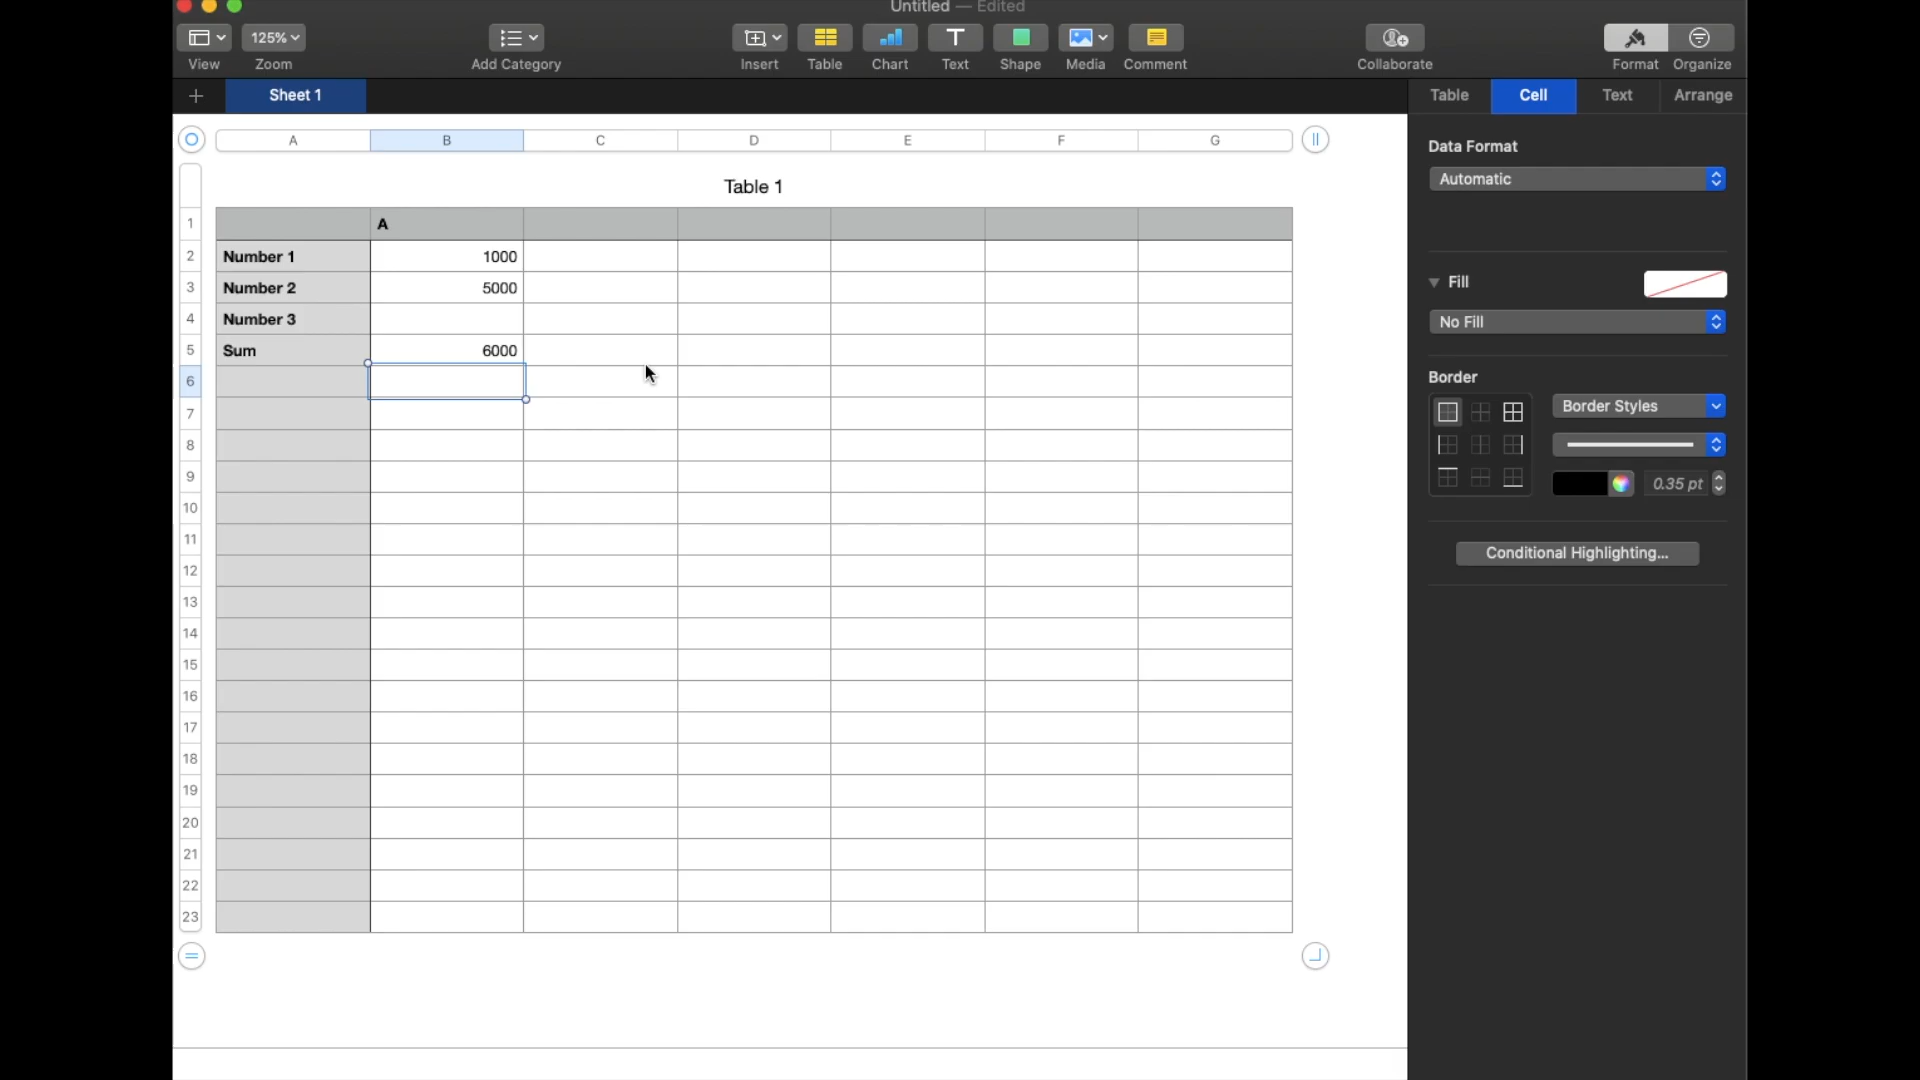 Untitled — Edited
125%
View Zoom Add Category Insert Table Chart Text Shape Media Comment Collaborate Format Organize
Sheet 1
Table Cell Text Arrange
A B C D E F G
Data Format
Automatic
Table 1
1 A
2 Number 1 1000
3 Number 2 5000
4 Number 3
5 Sum 6000
6
7
8
9
10
11
12
13
14
15
16
17
18
19
20
21
22
23
Fill
No Fill
Border
Border Styles
0.35 pt
Conditional Highlighting...